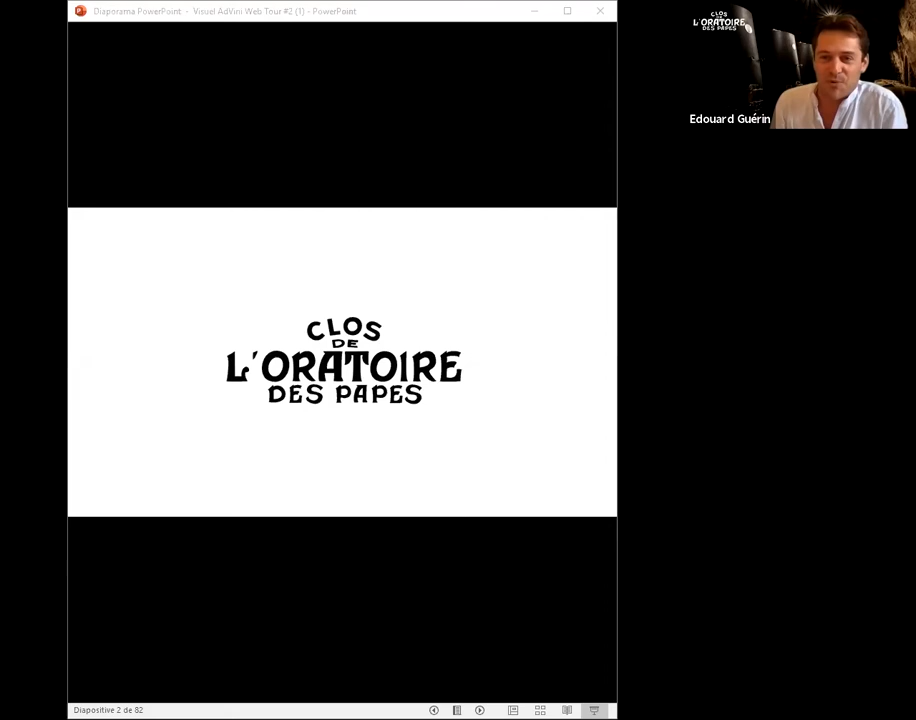 Diaporama PowerPoint - Visuel AdVini Web Tour #2 (1) - PowerPoint
CLOS
DE
L'ORATOIRE
DES PAPES
Diapositive 2 de 82
CLOS
DE
L'ORATOIRE
DES PAPES
Edouard Guérin